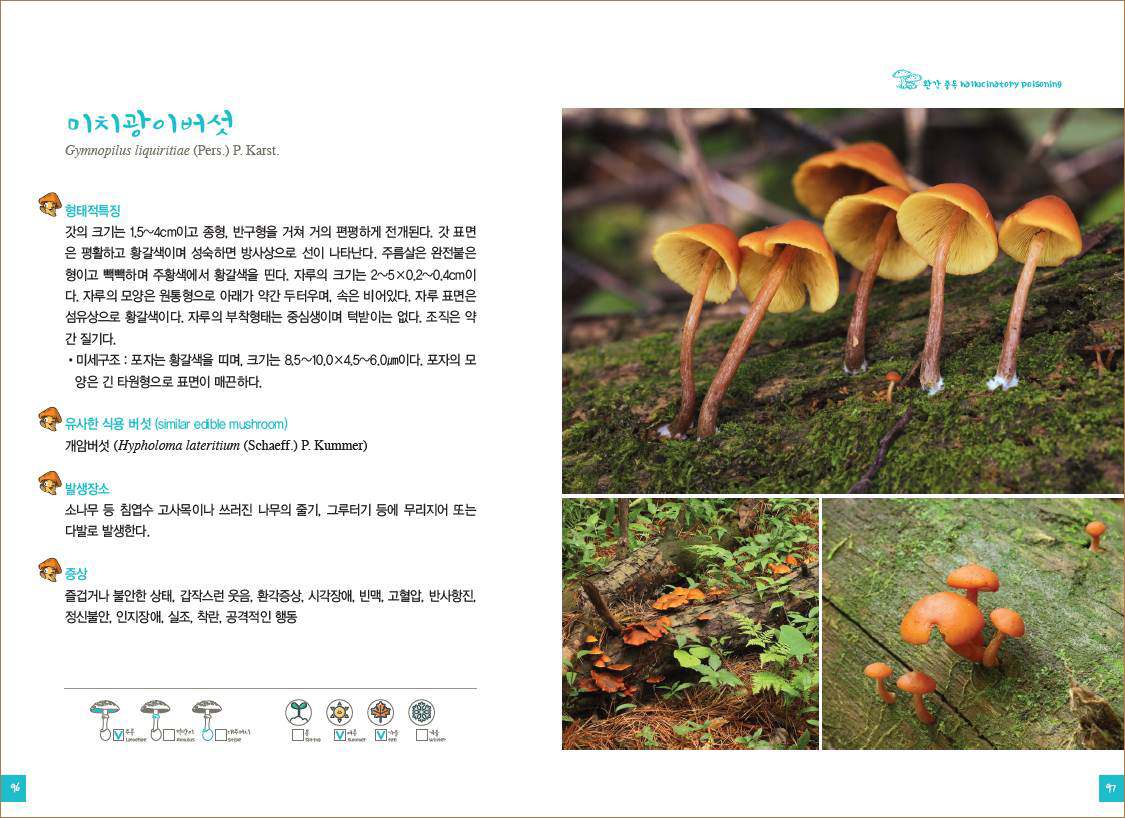 환각 중독 hallucinatory poisoning
미치광이버섯
Gymnopilus liquiritiae (Pers.) P. Karst.
형태적특징
갓의 크기는 1.5～4cm이고 종형, 반구형을 거쳐 거의 편평하게 전개된다. 갓 표면
은 평활하고 황갈색이며 성숙하면 방사상으로 선이 나타난다. 주름살은 완전붙은
형이고 빽빽하며 주황색에서 황갈색을 띤다. 자루의 크기는 2～5×0.2～0.4cm이
다. 자루의 모양은 원통형으로 아래가 약간 두터우며, 속은 비어있다. 자루 표면은
섬유상으로 황갈색이다. 자루의 부착형태는 중심생이며 턱받이는 없다. 조직은 약
간 질기다.
• 미세구조 : 포자는 황갈색을 띠며, 크기는 8.5～10.0×4.5～6.0㎛이다. 포자의 모
양은 긴 타원형으로 표면이 매끈하다.
유사한 식용 버섯 (similar edible mushroom)
개암버섯 (Hypholoma lateritium (Schaeff.) P. Kummer)
발생장소
소나무 등 침엽수 고사목이나 쓰러진 나무의 줄기, 그루터기 등에 무리지어 또는
다발로 발생한다.
증상
즐겁거나 불안한 상태, 갑작스런 웃음, 환각증상, 시각장애, 빈맥, 고혈압, 반사항진,
정신불안, 인지장애, 실조, 착란, 공격적인 행동
주름 턱받이 대주머니 봄 여름 가을 겨울
Lamellae Annulus Stipe Spring Summer Fall Winter
96
97